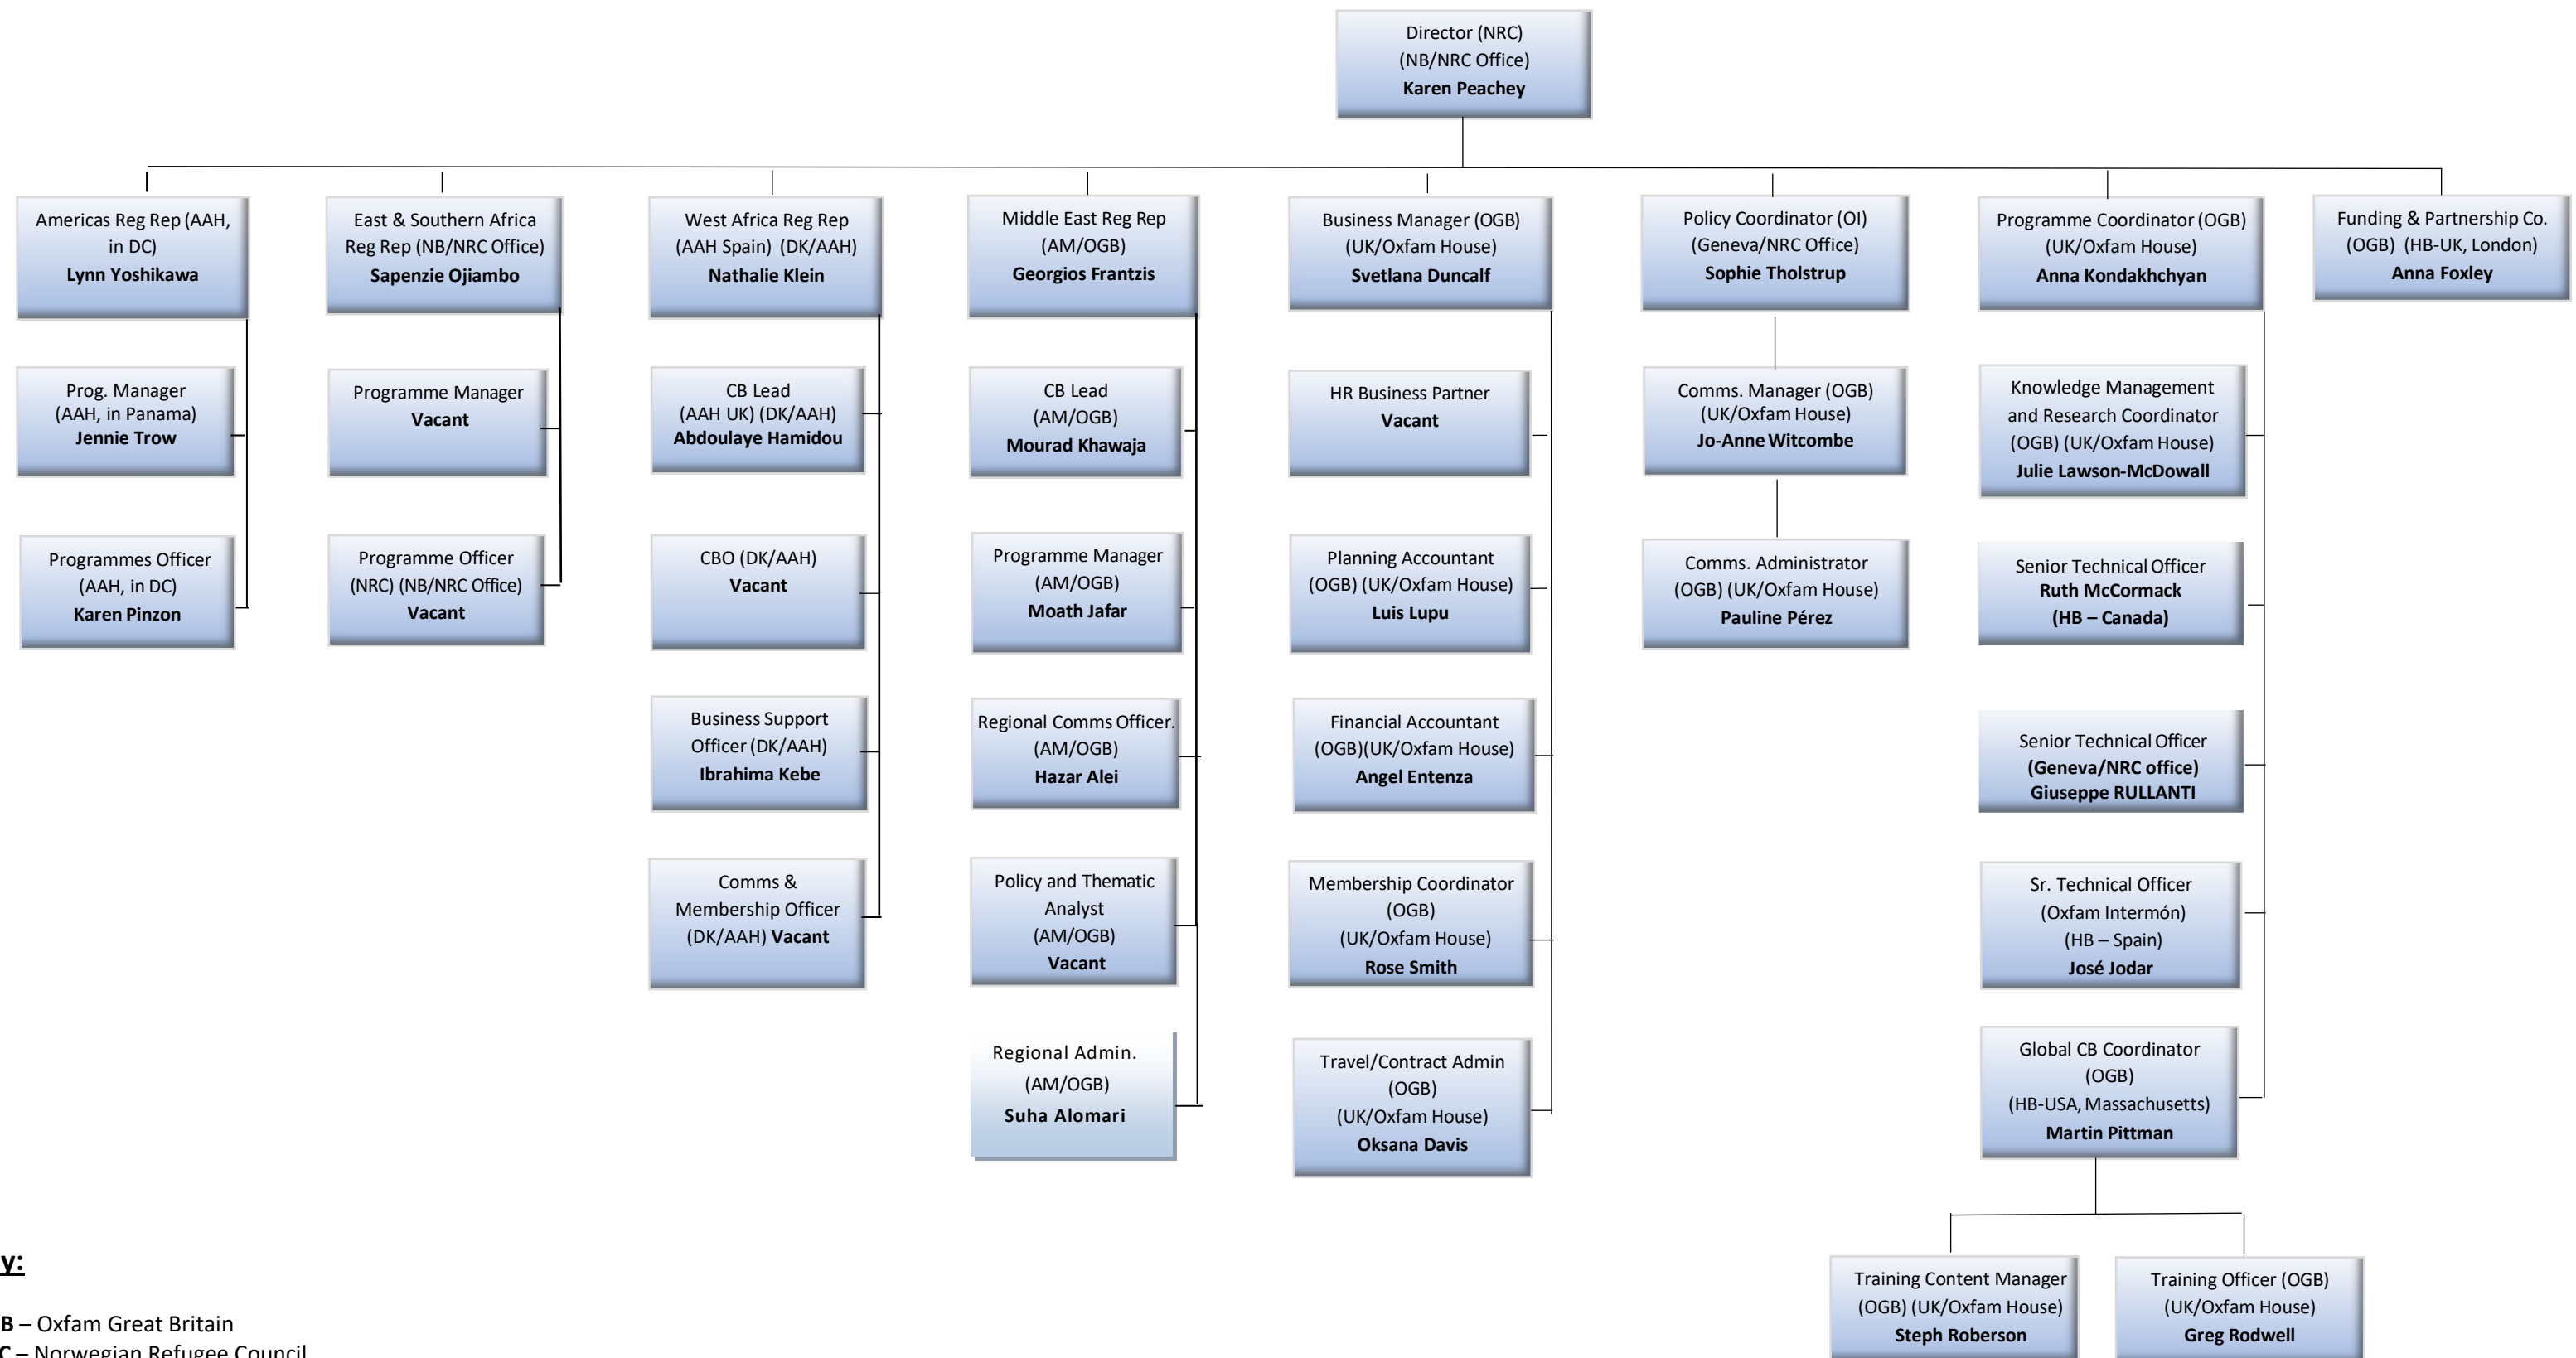 Director (NRC)
(NB/NRC Office)
Karen Peachey
Americas Reg Rep (AAH,
in DC)
Lynn Yoshikawa
East & Southern Africa
Reg Rep (NB/NRC Office)
Sapenzie Ojiambo
West Africa Reg Rep
(AAH Spain) (DK/AAH)
Nathalie Klein
Middle East Reg Rep
(AM/OGB)
Georgios Frantzis
Business Manager (OGB)
(UK/Oxfam House)
Svetlana Duncalf
Policy Coordinator (OI)
(Geneva/NRC Office)
Sophie Tholstrup
Programme Coordinator (OGB)
(UK/Oxfam House)
Anna Kondakhchyan
Funding & Partnership Co.
(OGB) (HB-UK, London)
Anna Foxley
Prog. Manager
(AAH, in Panama)
Jennie Trow
Programme Manager
Vacant
CB Lead
(AAH UK) (DK/AAH)
Abdoulaye Hamidou
CB Lead
(AM/OGB)
Mourad Khawaja
HR Business Partner
Vacant
Comms. Manager (OGB)
(UK/Oxfam House)
Jo-Anne Witcombe
Knowledge Management
and Research Coordinator
(OGB) (UK/Oxfam House)
Julie Lawson-McDowall
Programmes Officer
(AAH, in DC)
Karen Pinzon
Programme Officer
(NRC) (NB/NRC Office)
Vacant
CBO (DK/AAH)
Vacant
Programme Manager
(AM/OGB)
Moath Jafar
Planning Accountant
(OGB) (UK/Oxfam House)
Luis Lupu
Comms. Administrator
(OGB) (UK/Oxfam House)
Pauline Pérez
Senior Technical Officer
Ruth McCormack
(HB – Canada)
Business Support
Officer (DK/AAH)
Ibrahima Kebe
Regional Comms Officer.
(AM/OGB)
Hazar Alei
Financial Accountant
(OGB)(UK/Oxfam House)
Angel Entenza
Senior Technical Officer
(Geneva/NRC office)
Giuseppe RULLANTI
Comms &
Membership Officer
(DK/AAH) Vacant
Policy and Thematic
Analyst
(AM/OGB)
Vacant
Membership Coordinator
(OGB)
(UK/Oxfam House)
Rose Smith
Sr. Technical Officer
(Oxfam Intermón)
(HB – Spain)
José Jodar
Regional Admin.
(AM/OGB)
Suha Alomari
Travel/Contract Admin
(OGB)
(UK/Oxfam House)
Oksana Davis
Global CB Coordinator
(OGB)
(HB-USA, Massachusetts)
Martin Pittman
Training Content Manager
(OGB) (UK/Oxfam House)
Steph Roberson
Training Officer (OGB)
(UK/Oxfam House)
Greg Rodwell
y:
B – Oxfam Great Britain
C – Norwegian Refugee Council